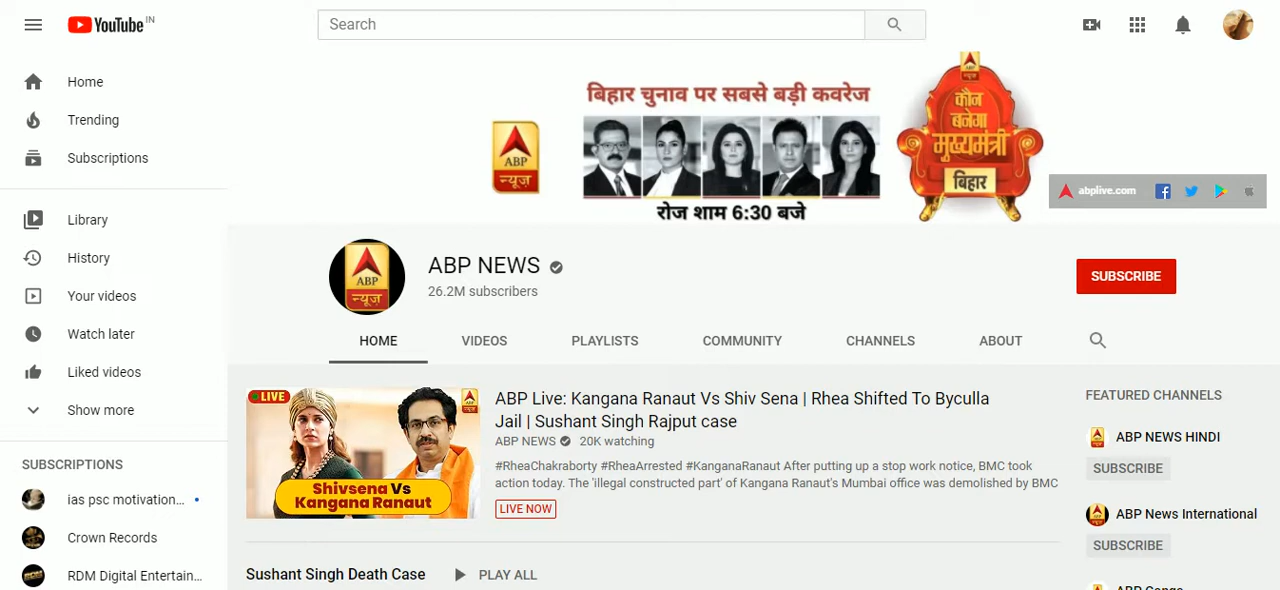 YouTube IN
Search
Home
Trending
Subscriptions
Library
History
Your videos
Watch later
Liked videos
Show more
SUBSCRIPTIONS
ias psc motivation...
Crown Records
RDM Digital Entertain...
ABP
न्यूज़
बिहार चुनाव पर सबसे बड़ी कवरेज
रोज शाम 6:30 बजे
ABP
कौन
बनेगा
मुख्यमंत्री
बिहार
abplive.com
ABP
न्यूज़
ABP NEWS
26.2M subscribers
SUBSCRIBE
HOME VIDEOS PLAYLISTS COMMUNITY CHANNELS ABOUT
LIVE
Shivsena Vs
Kangana Ranaut
ABP Live: Kangana Ranaut Vs Shiv Sena | Rhea Shifted To Byculla
Jail | Sushant Singh Rajput case
ABP NEWS 20K watching
#RheaChakraborty #RheaArrested #KanganaRanaut After putting up a stop work notice, BMC took
action today. The 'illegal constructed part' of Kangana Ranaut's Mumbai office was demolished by BMC
LIVE NOW
Sushant Singh Death Case PLAY ALL
FEATURED CHANNELS
ABP NEWS HINDI
SUBSCRIBE
ABP News International
SUBSCRIBE